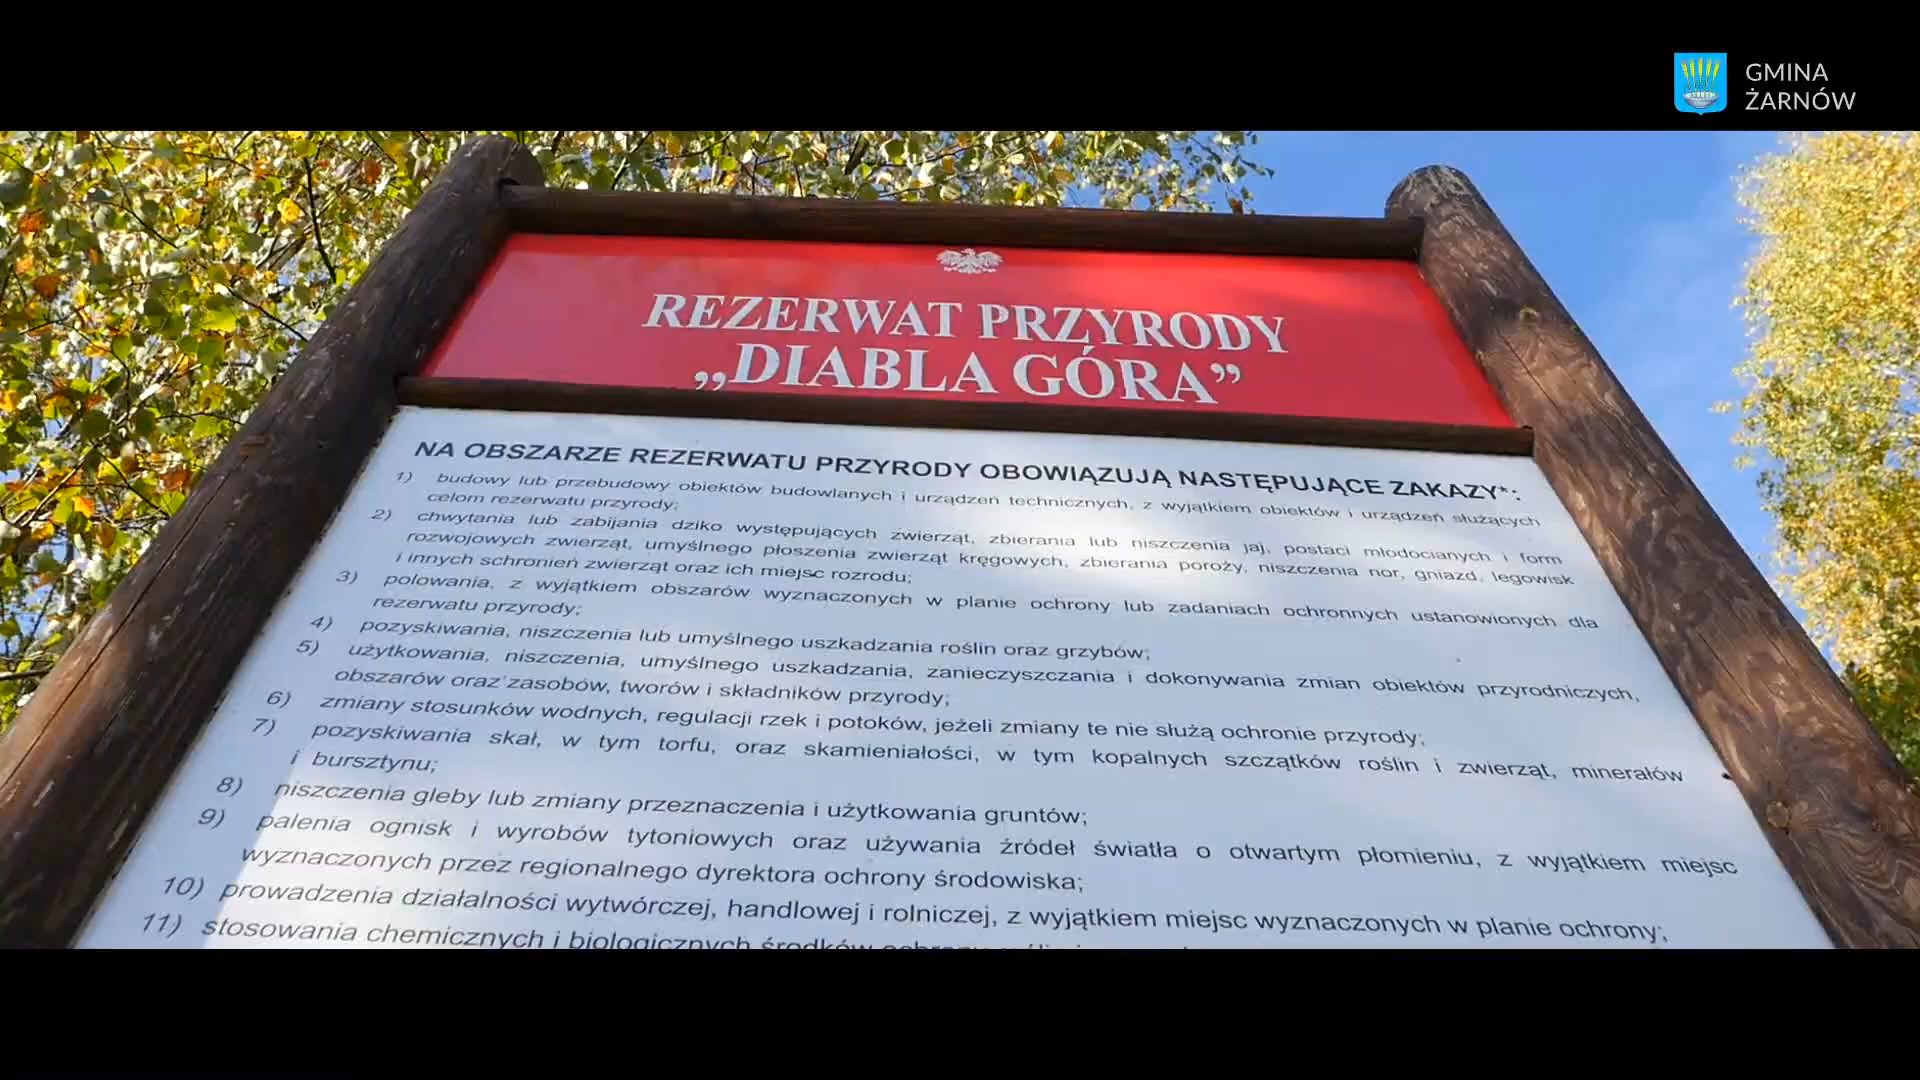 GMINA
ŻARNÓW
REZERWAT PRZYRODY
„DIABLA GÓRA”
NA OBSZARZE REZERWATU PRZYRODY OBOWIĄZUJĄ NASTĘPUJĄCE ZAKAZY*:
1) budowy lub przebudowy obiektów budowlanych i urządzeń technicznych, z wyjątkiem obiektów i urządzeń służących
celom rezerwatu przyrody;
2) chwytania lub zabijania dziko występujących zwierząt, zbierania lub niszczenia jaj, postaci młodocianych i form
rozwojowych zwierząt, umyślnego płoszenia zwierząt kręgowych, zbierania poroży, niszczenia nor, gniazd, legowisk
i innych schronień zwierząt oraz ich miejsc rozrodu;
3) polowania, z wyjątkiem obszarów wyznaczonych w planie ochrony lub zadaniach ochronnych ustanowionych dla
rezerwatu przyrody;
4) pozyskiwania, niszczenia lub umyślnego uszkadzania roślin oraz grzybów;
5) użytkowania, niszczenia, umyślnego uszkadzania, zanieczyszczania i dokonywania zmian obiektów przyrodniczych,
obszarów oraz zasobów, tworów i składników przyrody;
6) zmiany stosunków wodnych, regulacji rzek i potoków, jeżeli zmiany te nie służą ochronie przyrody;
7) pozyskiwania skał, w tym torfu, oraz skamieniałości, w tym kopalnych szczątków roślin i zwierząt, minerałów
i bursztynu;
8) niszczenia gleby lub zmiany przeznaczenia i użytkowania gruntów;
9) palenia ognisk i wyrobów tytoniowych oraz używania źródeł światła o otwartym płomieniu, z wyjątkiem miejsc
wyznaczonych przez regionalnego dyrektora ochrony środowiska;
10) prowadzenia działalności wytwórczej, handlowej i rolniczej, z wyjątkiem miejsc wyznaczonych w planie ochrony;
11) stosowania chemicznych i biologicznych środków ochrony